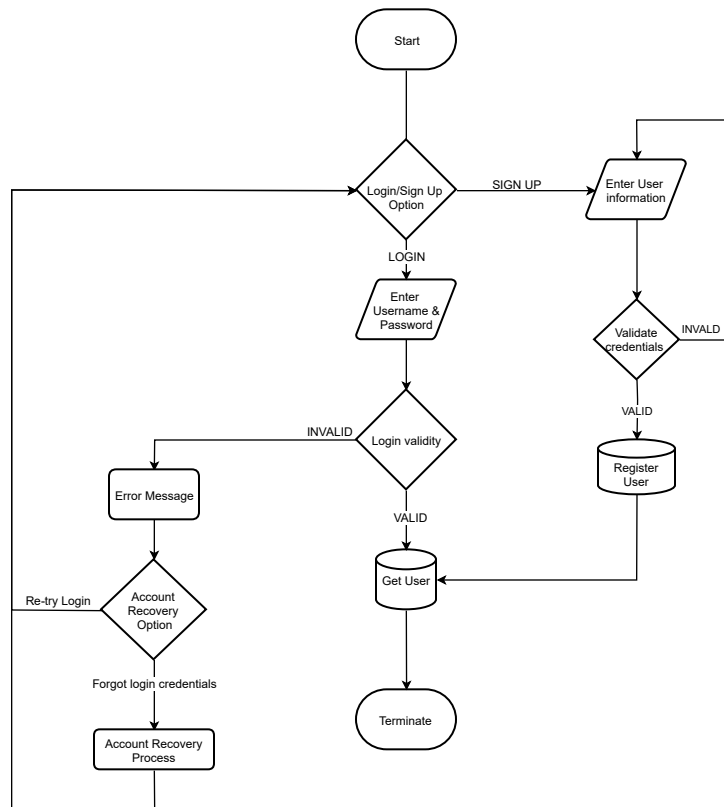 Start
Login/Sign Up
Option
SIGN UP
Enter User
information
LOGIN
Enter
Username &
Password
Validate
credentials
INVALD
VALID
Login validity
INVALID
Register
User
Error Message
VALID
Get User
Account
Recovery
Option
Re-try Login
Forgot login credentials
Terminate
Account Recovery
Process